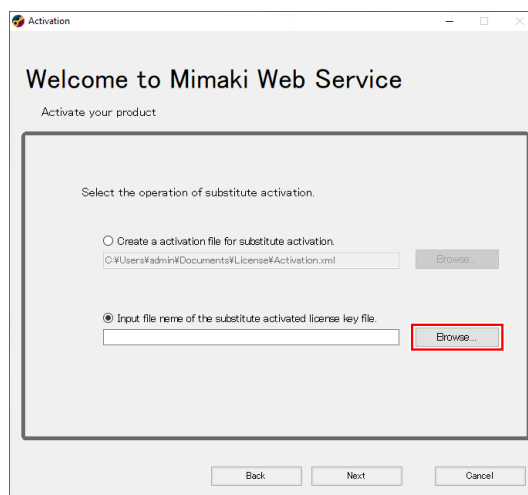 Activation
Welcome to Mimaki Web Service
Activate your product
Select the operation of substitute activation.
Create a activation file for substitute activation.
C:¥Users¥admin¥Documents¥License¥Activation.xml
Browse...
Input file neme of the substitute activated license key file.
Browse...
Back
Next
Cancel